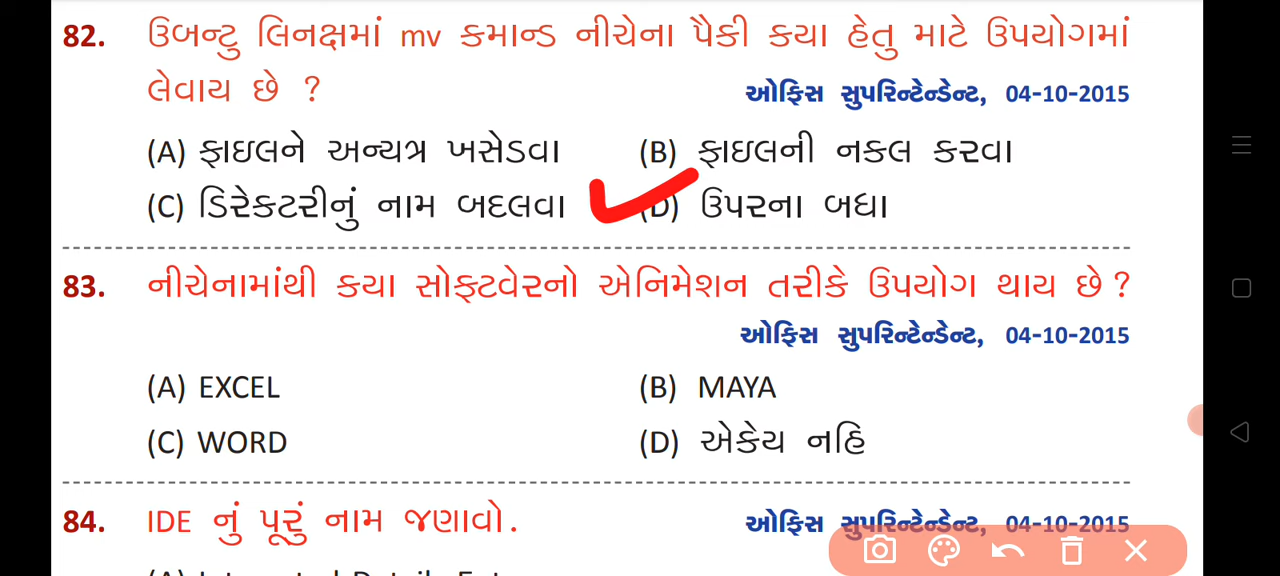 82. ઉબન્ટુ લિનક્ષમાં mv કમાન્ડ નીચેના પૈકી કયા હેતુ માટે ઉપયોગમાં
લેવાય છે ? ઓફિસ સુપરિન્ટેન્ડેન્ટ, 04-10-2015
(A) ફાઇલને અન્યત્ર ખસેડવા (B) ફાઇલની નકલ કરવા
(C) ડિરેક્ટરીનું નામ બદલવા (D) ઉપરના બધા
83. નીચેનામાંથી કયા સોફ્ટવેરનો એનિમેશન તરીકે ઉપયોગ થાય છે ?
ઓફિસ સુપરિન્ટેન્ડેન્ટ, 04-10-2015
(A) EXCEL (B) MAYA
(C) WORD (D) એકેય નહિ
84. IDE નું પૂરું નામ જણાવો. ઓફિસ સુપરિન્ટેન્ડેન્ટ, 04-10-2015